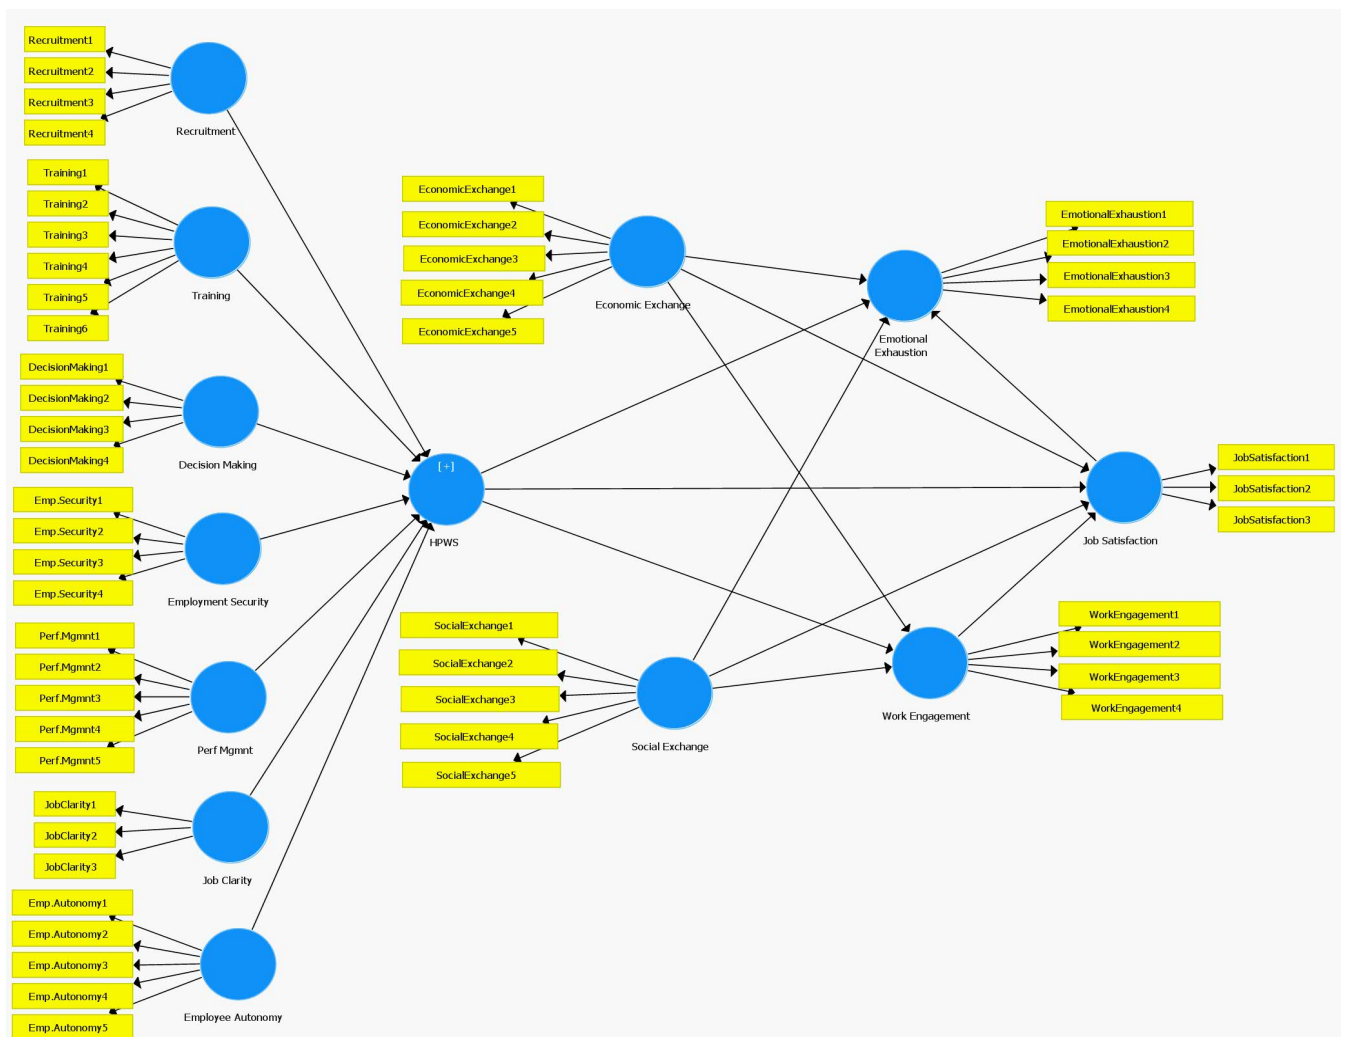 Recruitment1
Recruitment2
Recruitment3
Recruitment4
Recruitment
Training1
Training2
Training3
Training4
Training5
Training6
Training
DecisionMaking1
DecisionMaking2
DecisionMaking3
DecisionMaking4
Decision Making
Emp.Security1
Emp.Security2
Emp.Security3
Emp.Security4
Employment Security
Perf.Mgmnt1
Perf.Mgmnt2
Perf.Mgmnt3
Perf.Mgmnt4
Perf.Mgmnt5
Perf Mgmnt
JobClarity1
JobClarity2
JobClarity3
Job Clarity
Emp.Autonomy1
Emp.Autonomy2
Emp.Autonomy3
Emp.Autonomy4
Emp.Autonomy5
Employee Autonomy
[+]
HPWS
EconomicExchange1
EconomicExchange2
EconomicExchange3
EconomicExchange4
EconomicExchange5
Economic Exchange
SocialExchange1
SocialExchange2
SocialExchange3
SocialExchange4
SocialExchange5
Social Exchange
EmotionalExhaustion1
EmotionalExhaustion2
EmotionalExhaustion3
EmotionalExhaustion4
Emotional
Exhaustion
JobSatisfaction1
JobSatisfaction2
JobSatisfaction3
Job Satisfaction
WorkEngagement1
WorkEngagement2
WorkEngagement3
WorkEngagement4
Work Engagement